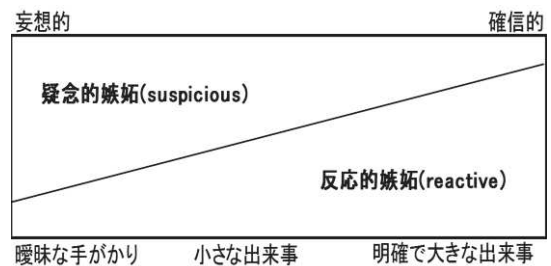 妄想的 確信的
疑念的嫉妬(suspicious)
反応的嫉妬(reactive)
曖昧な手がかり 小さな出来事 明確で大きな出来事